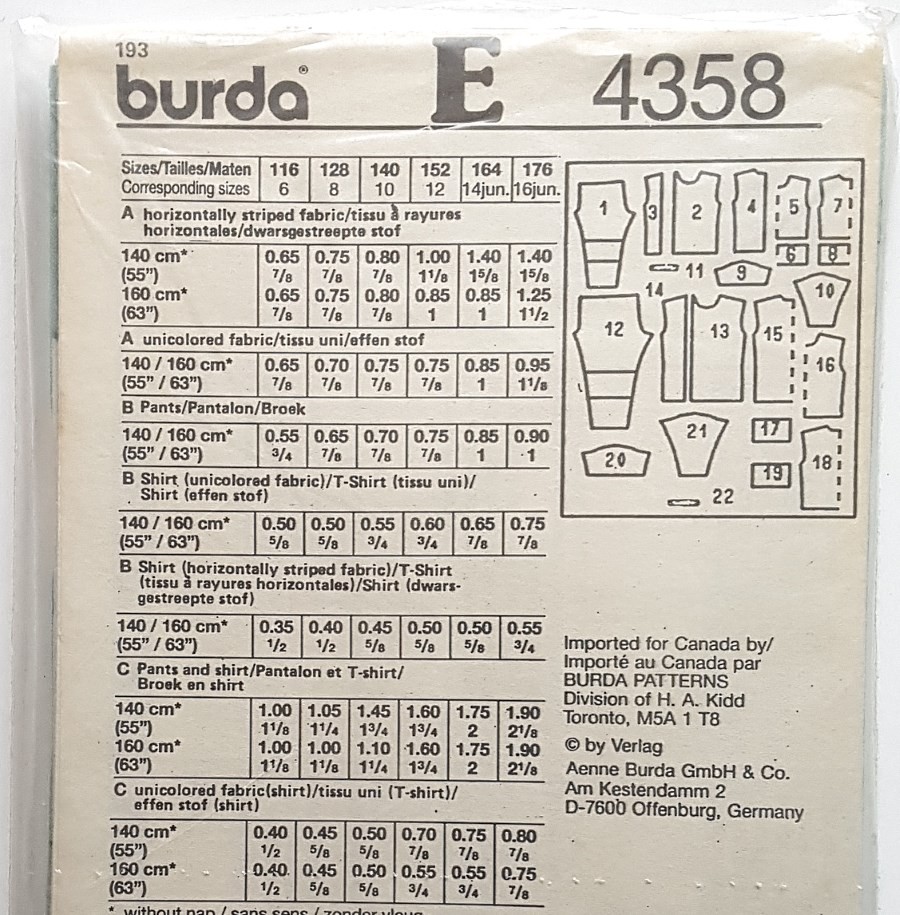 193
burda® E 4358
Sizes/Tailles/Maten 116 128 140 152 164 176
Corresponding sizes 6 8 10 12 14jun. 16jun.
A horizontally striped fabric/tissu à rayures
horizontales/dwarsgestreepte stof
140 cm* 0.65 0.75 0.80 1.00 1.40 1.40
(55") 7/8 7/8 7/8 1 1/8 1 5/8 1 5/8
160 cm* 0.65 0.75 0.80 0.85 0.85 1.25
(63") 7/8 7/8 7/8 1 1 1 1/2
A unicolored fabric/tissu uni/effen stof
140 / 160 cm* 0.65 0.70 0.75 0.75 0.85 0.95
(55" / 63") 7/8 7/8 7/8 7/8 1 1 1/8
B Pants/Pantalon/Broek
140 / 160 cm* 0.55 0.65 0.70 0.75 0.85 0.90
(55" / 63") 3/4 7/8 7/8 7/8 1 1
B Shirt (unicolored fabric)/T-Shirt (tissu uni)/
Shirt (effen stof)
140 / 160 cm* 0.50 0.50 0.55 0.60 0.65 0.75
(55" / 63") 5/8 5/8 3/4 3/4 7/8 7/8
B Shirt (horizontally striped fabric)/T-Shirt
(tissu à rayures horizontales)/Shirt (dwars-
gestreepte stof)
140 / 160 cm* 0.35 0.40 0.45 0.50 0.50 0.55
(55" / 63") 1/2 1/2 5/8 5/8 5/8 3/4
C Pants and shirt/Pantalon et T-shirt/
Broek en shirt
140 cm* 1.00 1.05 1.45 1.60 1.75 1.90
(55") 1 1/8 1 1/4 1 3/4 1 3/4 2 2 1/8
160 cm* 1.00 1.00 1.10 1.60 1.75 1.90
(63") 1 1/8 1 1/8 1 1/4 1 3/4 2 2 1/8
C unicolored fabric(shirt)/tissu uni (T-shirt)/
effen stof (shirt)
140 cm* 0.40 0.45 0.50 0.70 0.75 0.80
(55") 1/2 5/8 5/8 7/8 7/8 7/8
160 cm* 0.40 0.45 0.50 0.55 0.55 0.75
(63") 1/2 5/8 5/8 3/4 3/4 7/8
* without nap / sans sens / zonder vleug
1 3 2 4 5 7
6 8
11 9
14 10
12 13 15
16
21 17
20 18
19
22
Imported for Canada by/
Importé au Canada par
BURDA PATTERNS
Division of H. A. Kidd
Toronto, M5A 1 T8
© by Verlag
Aenne Burda GmbH & Co.
Am Kestendamm 2
D-7600 Offenburg, Germany